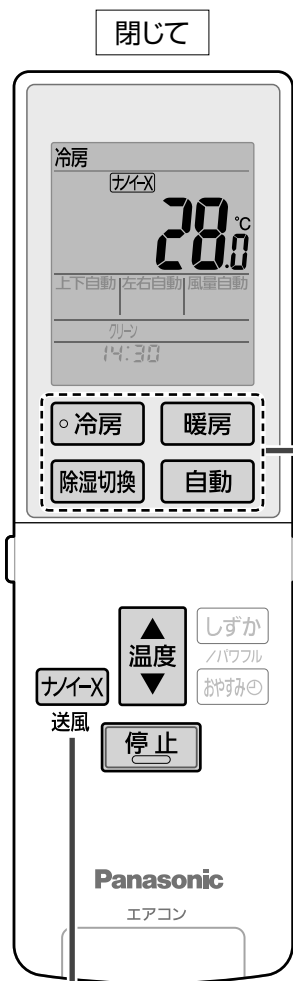 閉じて
冷房
ナノイーX
28.0℃
上下自動 左右自動 風量自動
クリーン
14:30
冷房 暖房
除湿切換 自動
▲
温度
▼
しずか
/パワフル
おやすみ
ナノイーX
送風
停止
Panasonic
エアコン